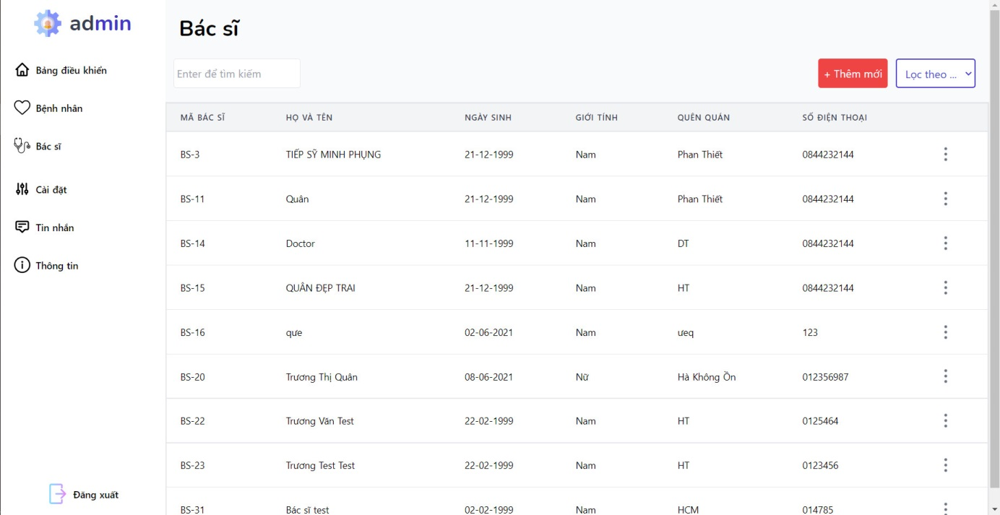 admin
Bảng điều khiển
Bệnh nhân
Bác sĩ
Cài đặt
Tin nhắn
Thông tin
Đăng xuất
Bác sĩ
Enter để tìm kiếm
+ Thêm mới
Lọc theo ...
MÃ BÁC SĨ HỌ VÀ TÊN NGÀY SINH GIỚI TÍNH QUÊN QUÁN SỐ ĐIỆN THOẠI
BS-3 TIẾP SỸ MINH PHỤNG 21-12-1999 Nam Phan Thiết 0844232144
BS-11 Quân 21-12-1999 Nam Phan Thiết 0844232144
BS-14 Doctor 11-11-1999 Nam DT 0844232144
BS-15 QUÂN ĐẸP TRAI 21-12-1999 Nam HT 0844232144
BS-16 qưe 02-06-2021 Nam ưeq 123
BS-20 Trương Thị Quân 08-06-2021 Nữ Hà Không Ồn 012356987
BS-22 Trương Văn Test 22-02-1999 Nam HT 0125464
BS-23 Trương Test Test 22-02-1999 Nam HT 0123456
BS-31 Bác sĩ test 02-02-1999 Nam HCM 014785